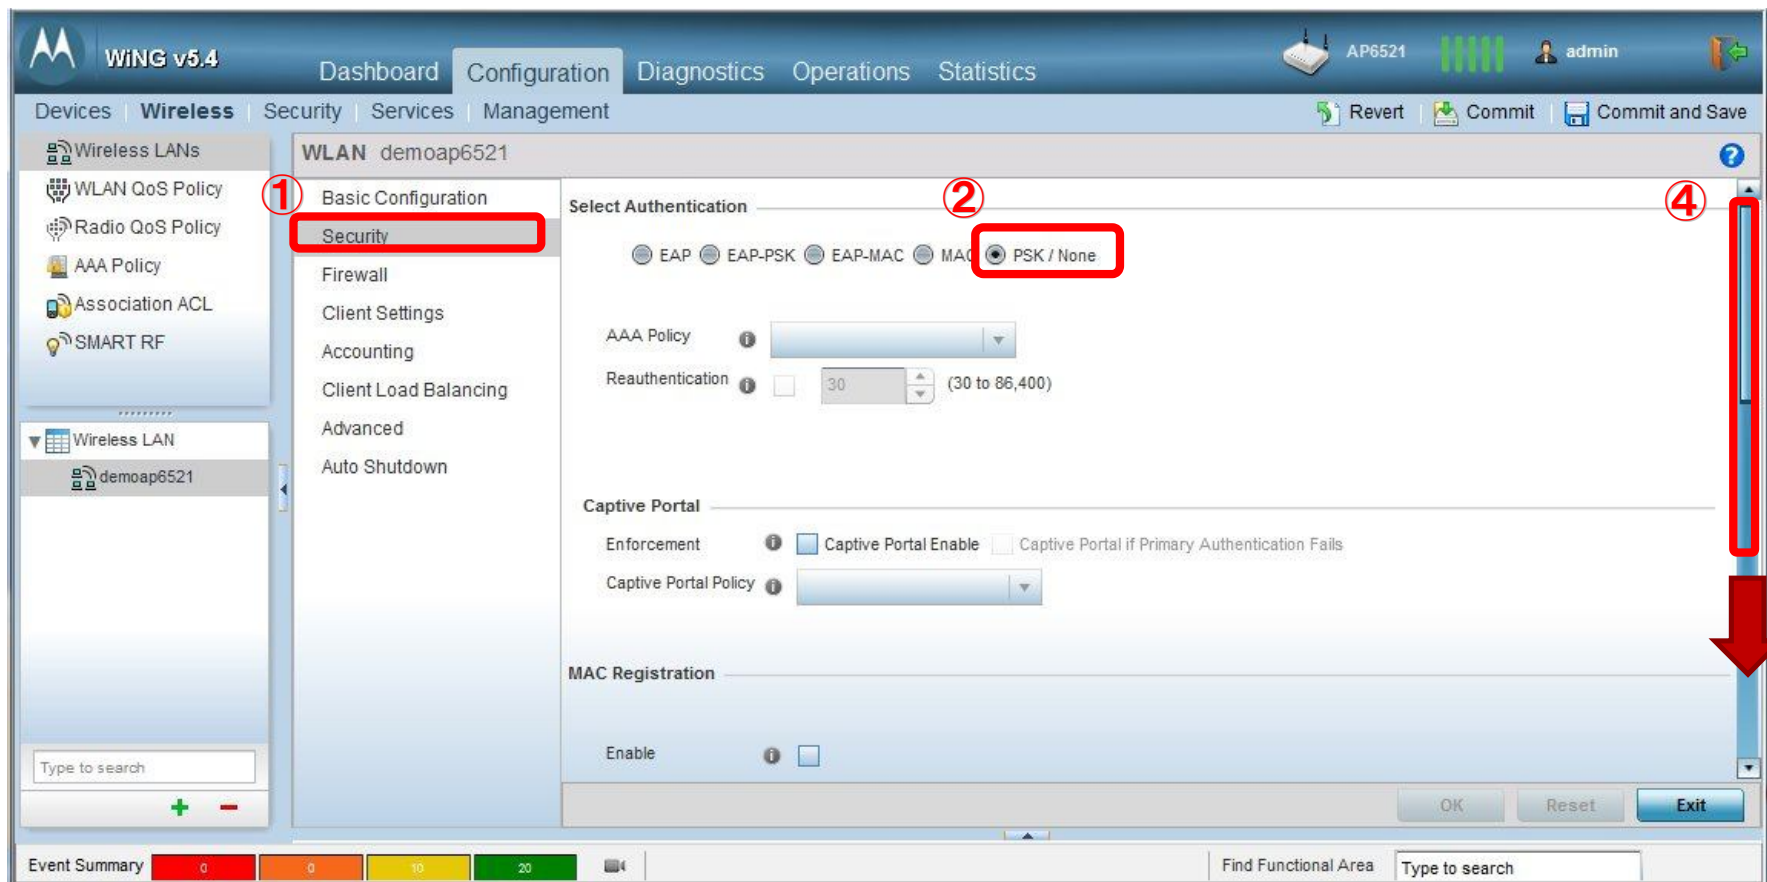 WiNG v5.4
Dashboard Configuration Diagnostics Operations Statistics
AP6521
admin
Devices Wireless Security Services Management
Revert Commit Commit and Save
Wireless LANs
WLAN QoS Policy
Radio QoS Policy
AAA Policy
Association ACL
SMART RF
Wireless LAN
demoap6521
Type to search
WLAN demoap6521
①
Basic Configuration
Security
Firewall
Client Settings
Accounting
Client Load Balancing
Advanced
Auto Shutdown
② ④
Select Authentication
EAP EAP-PSK EAP-MAC MAC PSK / None
AAA Policy
Reauthentication 30 (30 to 86,400)
Captive Portal
Enforcement Captive Portal Enable Captive Portal if Primary Authentication Fails
Captive Portal Policy
MAC Registration
Enable
OK Reset Exit
Event Summary 0 0 10 20
Find Functional Area Type to search